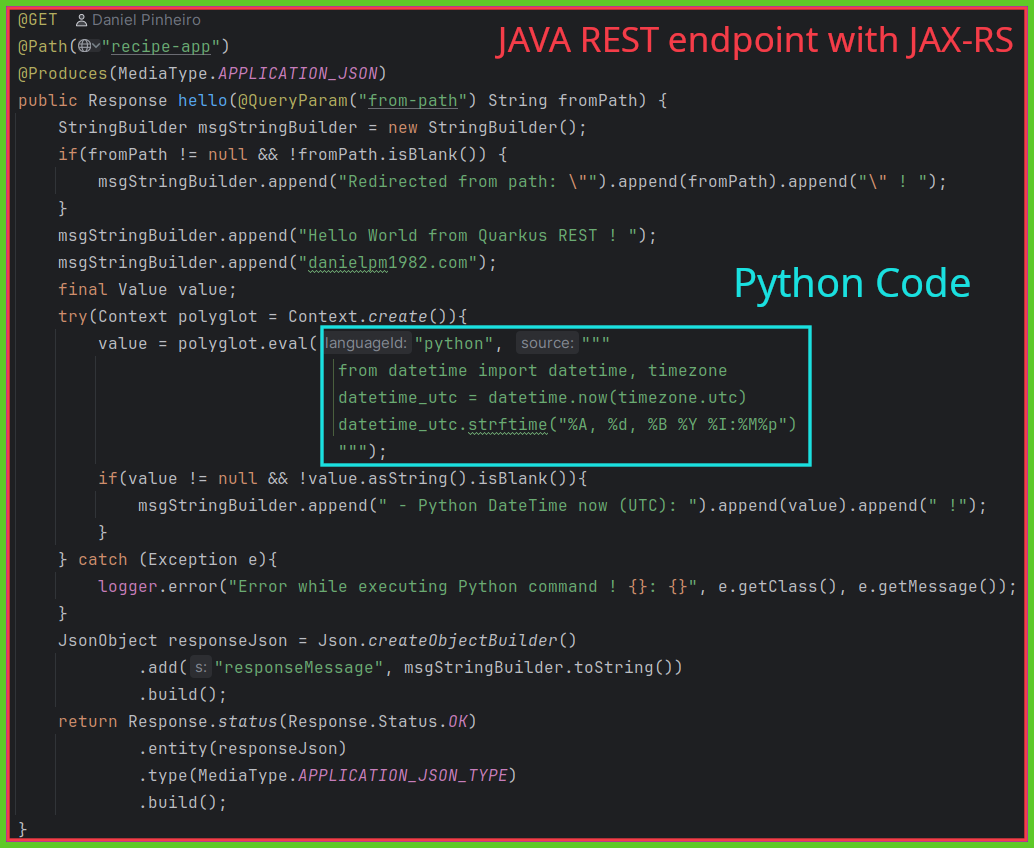 @GET Daniel Pinheiro
JAVA REST endpoint with JAX-RS
@Path("recipe-app")
@Produces(MediaType.APPLICATION_JSON)
public Response hello(@QueryParam("from-path") String fromPath) {
StringBuilder msgStringBuilder = new StringBuilder();
if(fromPath != null && !fromPath.isBlank()) {
msgStringBuilder.append("Redirected from path: \"").append(fromPath).append("\" ! ");
}
msgStringBuilder.append("Hello World from Quarkus REST ! ");
msgStringBuilder.append("danielpm1982.com");
Python Code
final Value value;
try(Context polyglot = Context.create()){
value = polyglot.eval( languageId: "python", source: """
from datetime import datetime, timezone
datetime_utc = datetime.now(timezone.utc)
datetime_utc.strftime("%A, %d, %B %Y %I:%M%p")
""");
if(value != null && !value.asString().isBlank()){
msgStringBuilder.append(" - Python DateTime now (UTC): ").append(value).append(" !");
}
} catch (Exception e){
logger.error("Error while executing Python command ! {}: {}", e.getClass(), e.getMessage());
}
JsonObject responseJson = Json.createObjectBuilder()
.add( s: "responseMessage", msgStringBuilder.toString())
.build();
return Response.status(Response.Status.OK)
.entity(responseJson)
.type(MediaType.APPLICATION_JSON_TYPE)
.build();
}